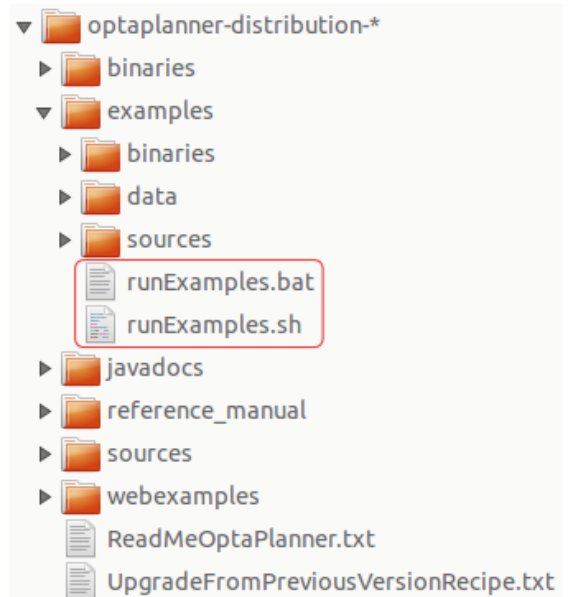 optaplanner-distribution-*
binaries
examples
binaries
data
sources
runExamples.bat
runExamples.sh
javadocs
reference_manual
sources
webexamples
ReadMeOptaPlanner.txt
UpgradeFromPreviousVersionRecipe.txt